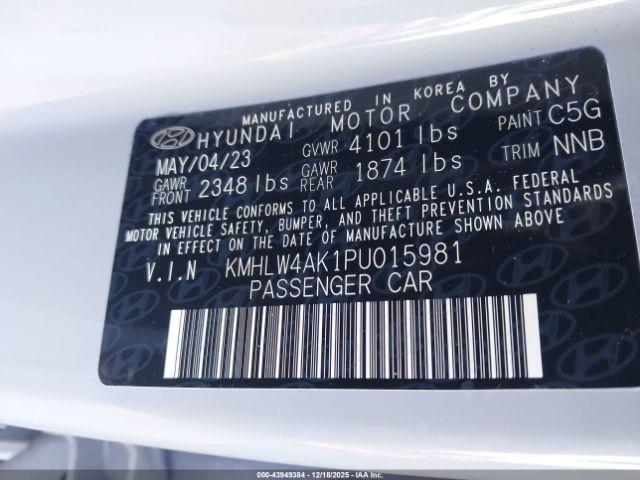 MANUFACTURED IN KOREA BY
HYUNDAI MOTOR COMPANY
MAY/04/23 GVWR 4101 lbs PAINT C5G
GAWR FRONT 2348 lbs GAWR REAR 1874 lbs TRIM NNB
THIS VEHICLE CONFORMS TO ALL APPLICABLE U.S.A. FEDERAL
MOTOR VEHICLE SAFETY, BUMPER, AND THEFT PREVENTION STANDARDS
IN EFFECT ON THE DATE OF MANUFACTURE SHOWN ABOVE
V.I.N KMHLW4AK1PU015981
PASSENGER CAR
000-43949384 - 12/18/2025 - COPART.COM